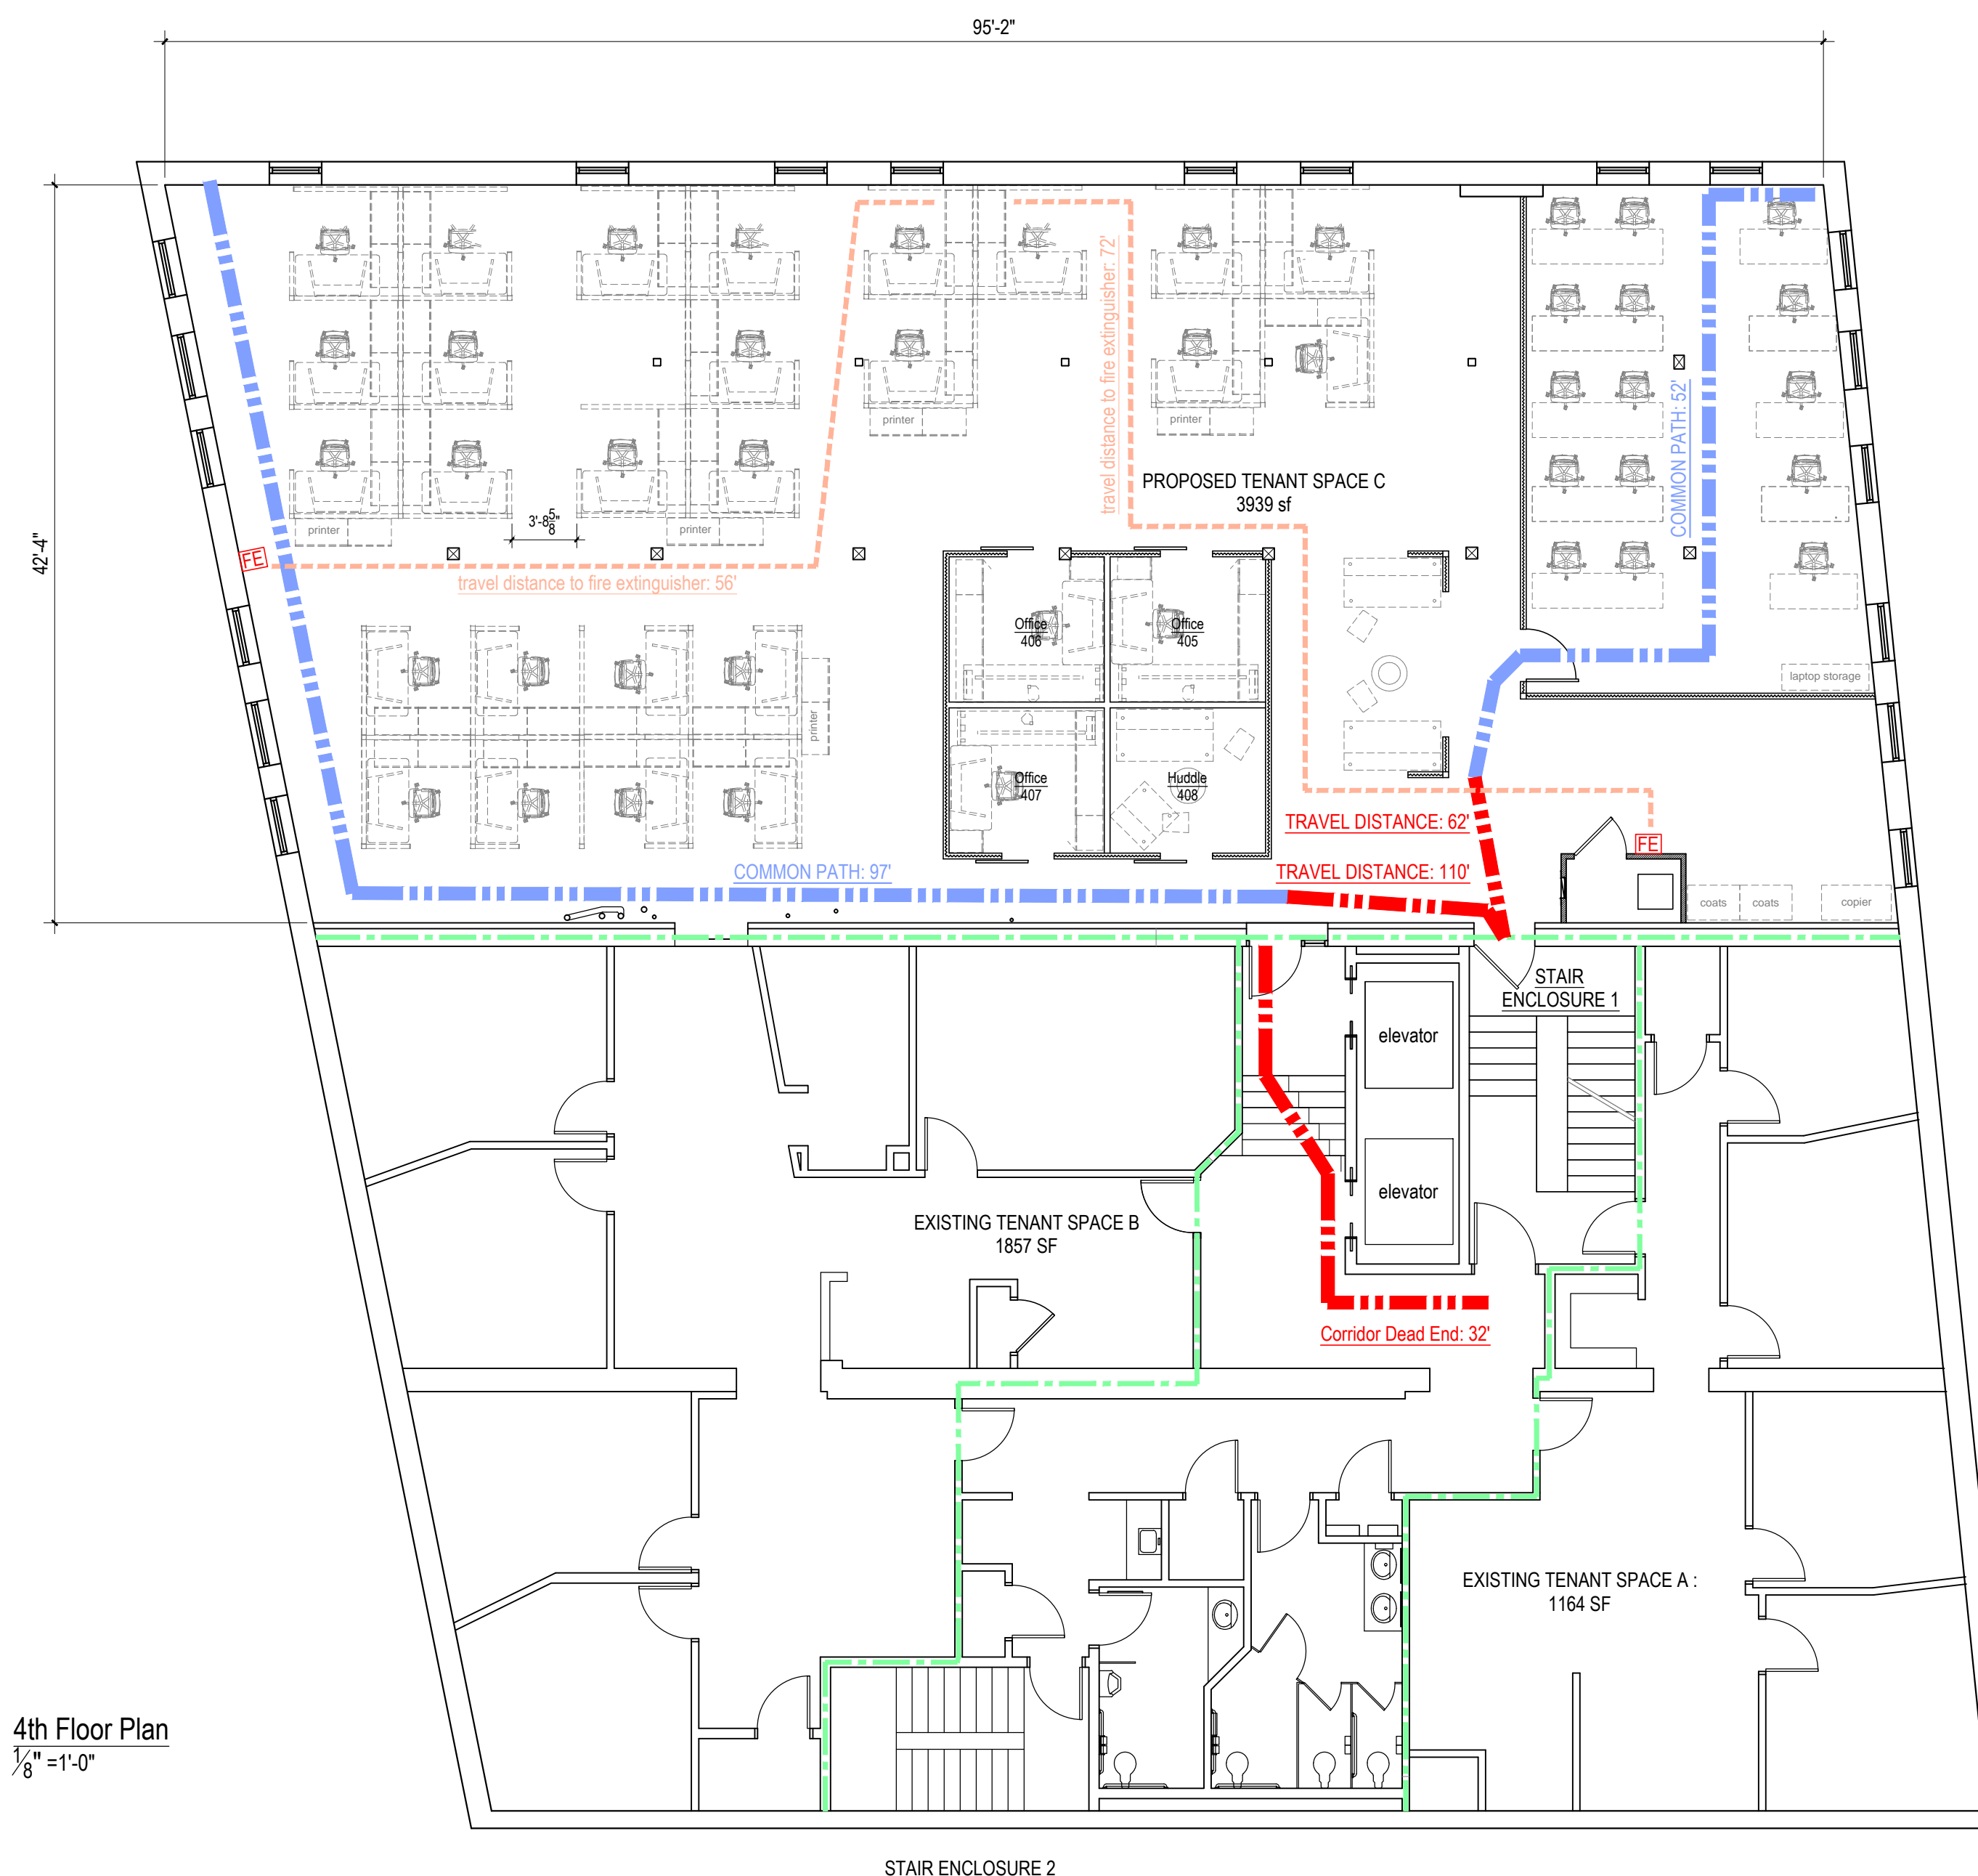 95'-2"
42'-4"
travel distance to fire extinguisher: 72'
COMMON PATH: 52'
PROPOSED TENANT SPACE C
3939 sf
printer
printer
printer
printer
3'-8 5/8"
FE
travel distance to fire extinguisher: 56'
Office
406
Office
405
laptop storage
printer
Office
407
Huddle
408
TRAVEL DISTANCE: 62'
FE
COMMON PATH: 97'
TRAVEL DISTANCE: 110'
coats
coats
copier
STAIR
ENCLOSURE 1
elevator
elevator
EXISTING TENANT SPACE B
1857 SF
Corridor Dead End: 32'
EXISTING TENANT SPACE A :
1164 SF
4th Floor Plan
1/8" =1'-0"
STAIR ENCLOSURE 2